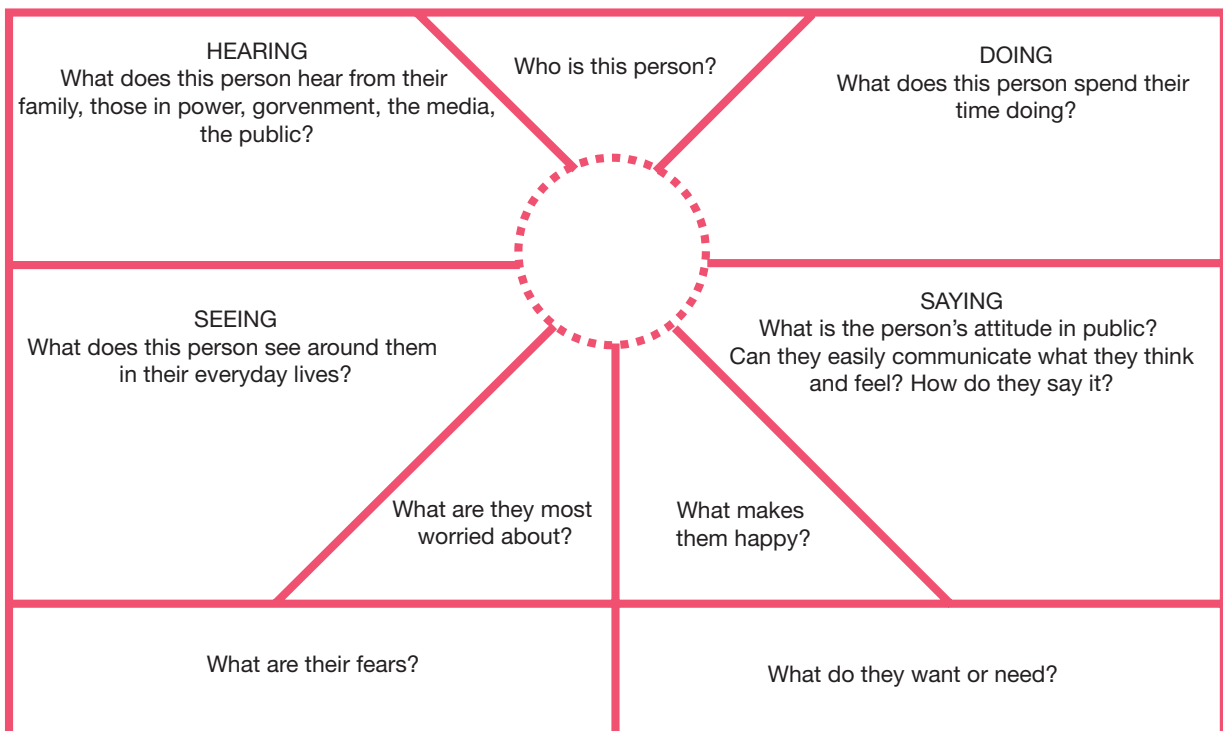 HEARING
What does this person hear from their
family, those in power, gorvenment, the media,
the public?
Who is this person?
DOING
What does this person spend their
time doing?
SEEING
What does this person see around them
in their everyday lives?
SAYING
What is the person’s attitude in public?
Can they easily communicate what they think
and feel? How do they say it?
What are they most
worried about?
What makes
them happy?
What are their fears?
What do they want or need?